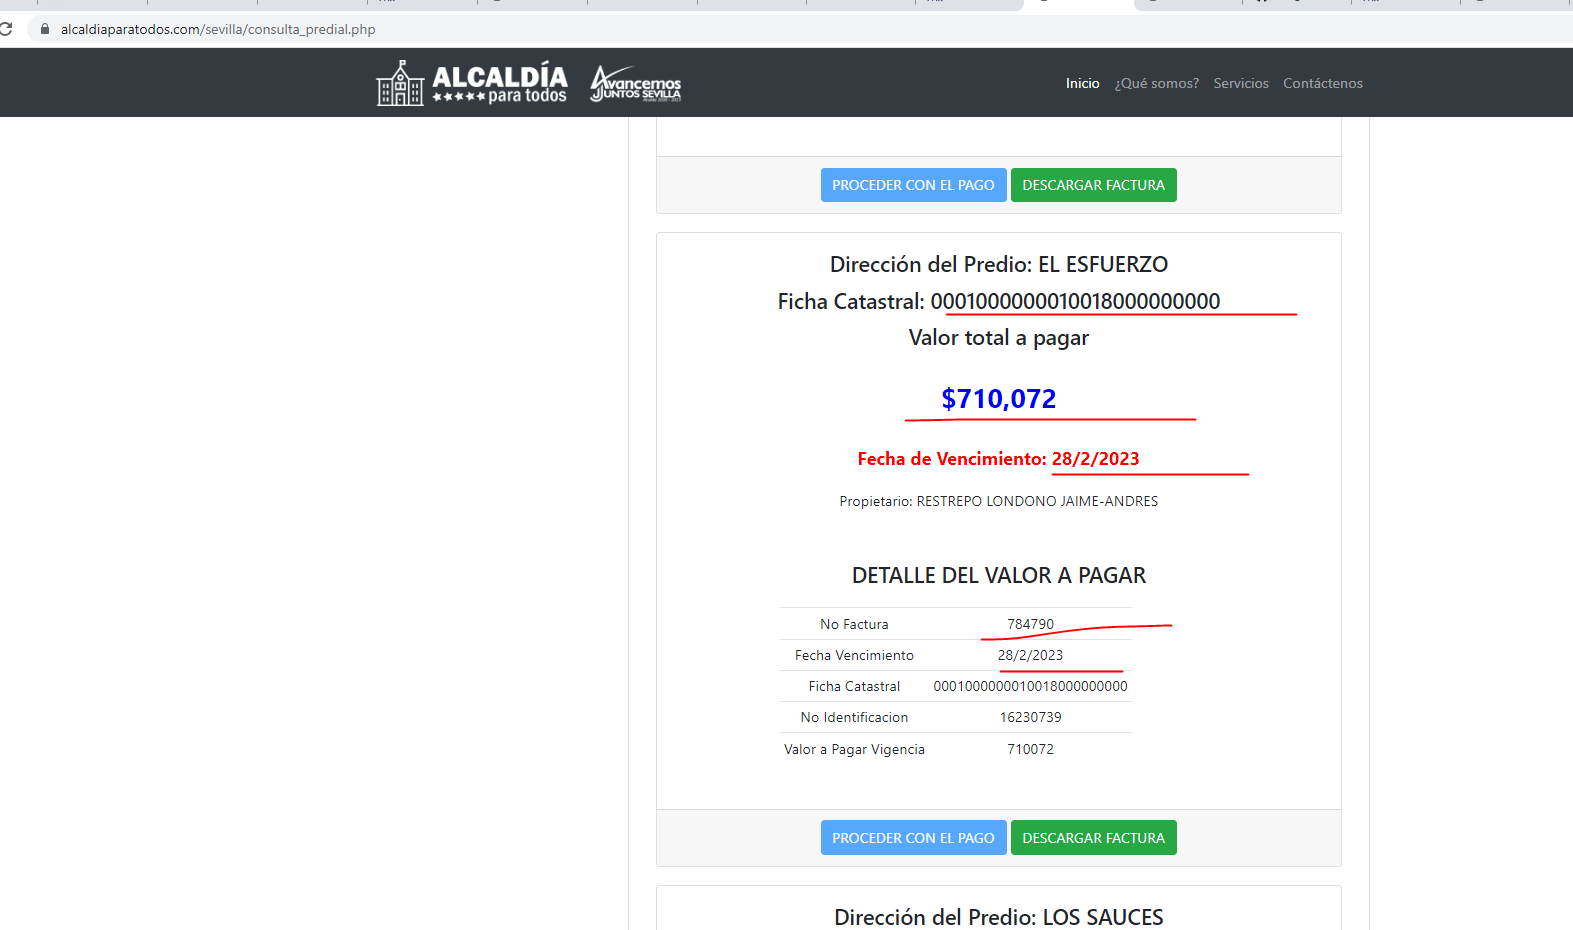 alcaldiaparatodos.com/sevilla/consulta_predial.php
ALCALDÍA
para todos
Avancemos
JUNTOS SEVILLA
Inicio ¿Qué somos? Servicios Contáctenos
PROCEDER CON EL PAGO DESCARGAR FACTURA
Dirección del Predio: EL ESFUERZO
Ficha Catastral: 0001000000010018000000000
Valor total a pagar
$710,072
Fecha de Vencimiento: 28/2/2023
Propietario: RESTREPO LONDONO JAIME-ANDRES
DETALLE DEL VALOR A PAGAR
No Factura 784790
Fecha Vencimiento 28/2/2023
Ficha Catastral 0001000000010018000000000
No Identificacion 16230739
Valor a Pagar Vigencia 710072
PROCEDER CON EL PAGO DESCARGAR FACTURA
Dirección del Predio: LOS SAUCES